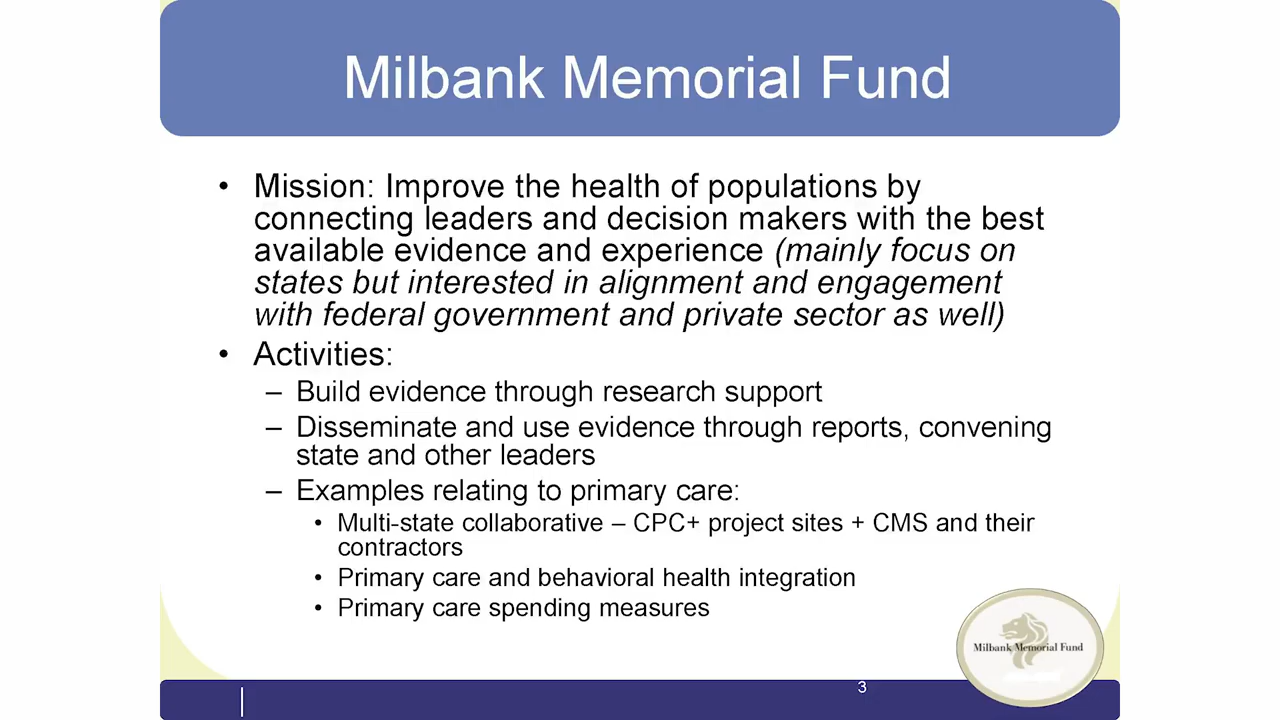 Milbank Memorial Fund
• Mission: Improve the health of populations by
connecting leaders and decision makers with the best
available evidence and experience (mainly focus on
states but interested in alignment and engagement
with federal government and private sector as well)
• Activities:
– Build evidence through research support
– Disseminate and use evidence through reports, convening
state and other leaders
– Examples relating to primary care:
• Multi-state collaborative – CPC+ project sites + CMS and their
contractors
• Primary care and behavioral health integration
• Primary care spending measures
Milbank Memorial Fund
3